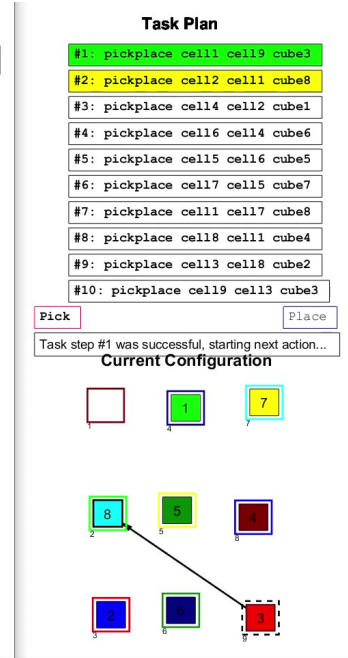 Task Plan
#1: pickplace cell1 cell9 cube3
#2: pickplace cell2 cell1 cube8
#3: pickplace cell4 cell2 cube1
#4: pickplace cell6 cell4 cube6
#5: pickplace cell5 cell6 cube5
#6: pickplace cell7 cell5 cube7
#7: pickplace cell1 cell7 cube8
#8: pickplace cell8 cell1 cube4
#9: pickplace cell3 cell8 cube2
#10: pickplace cell9 cell3 cube3
Pick Place
Task step #1 was successful, starting next action...
Current Configuration
1 7
1 4 7
8 5 4
2 5 8
2 6 3
3 6 9